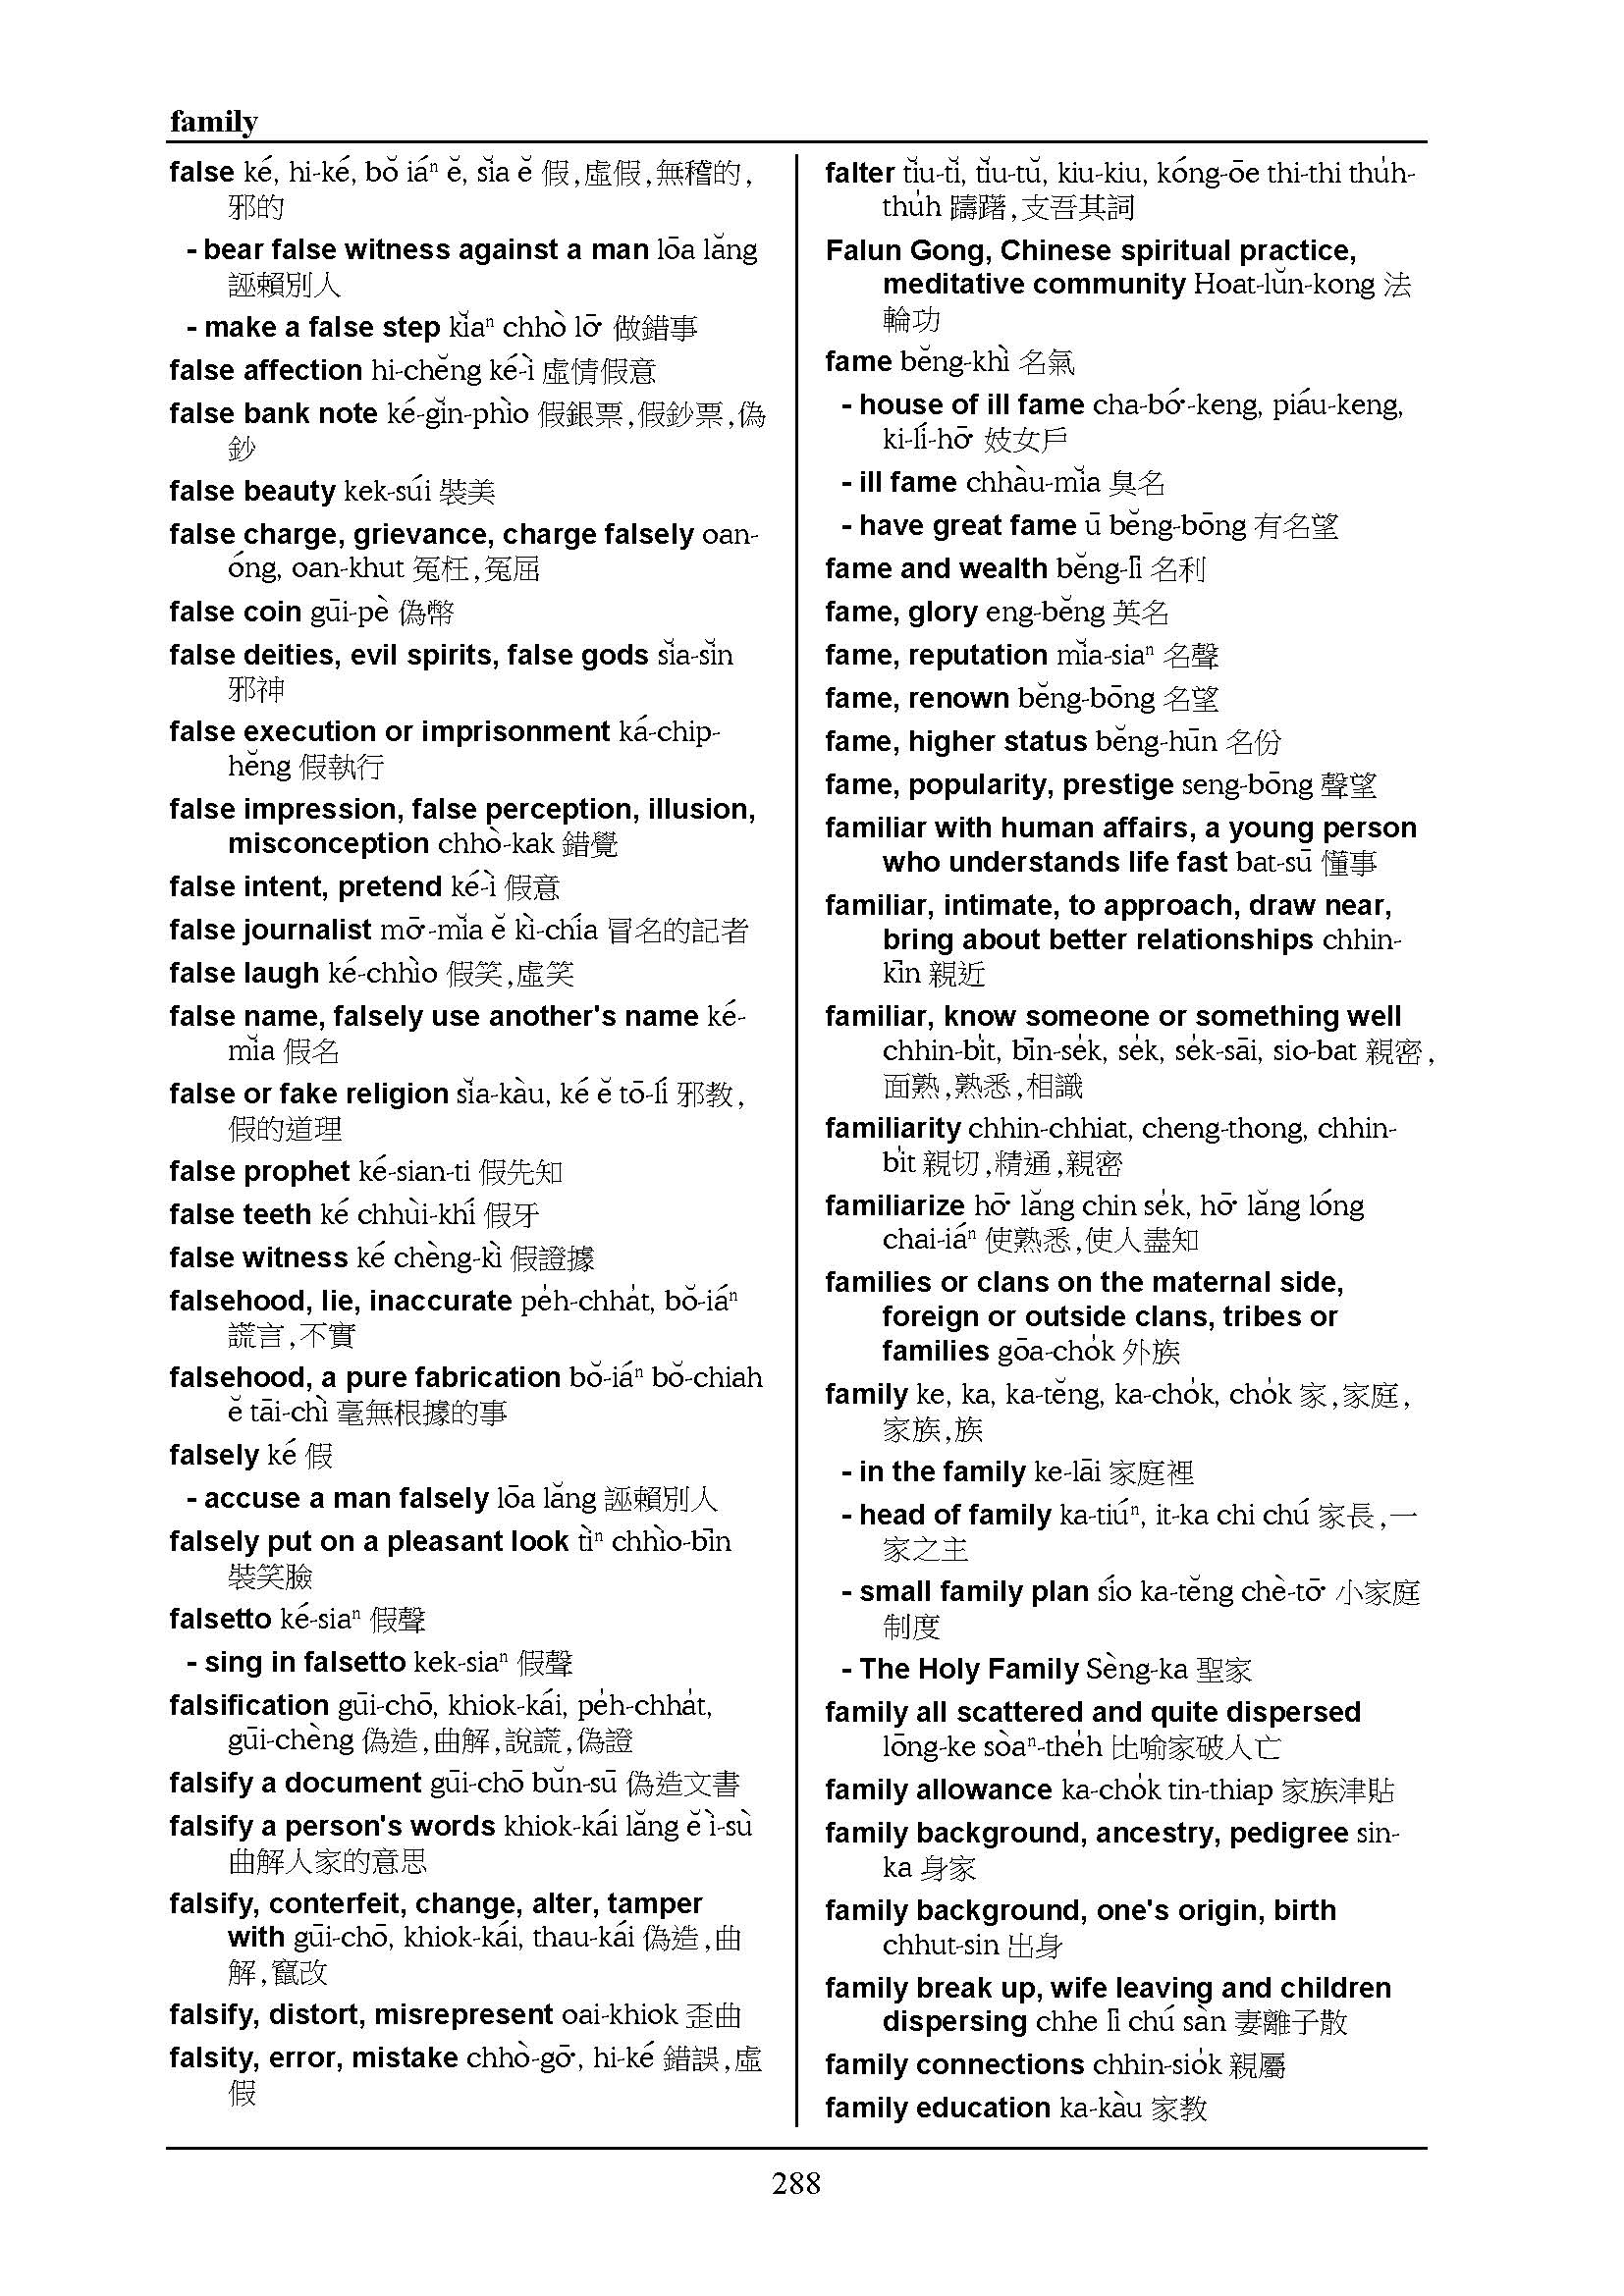 family
false ké, hi-ké, bŏ iáⁿ ĕ, sĭa ĕ 假,虛假,無稽的,
邪的
- bear false witness against a man lōa lăng
誣賴別人
- make a false step kĭaⁿ chhò lō͘ 做錯事
false affection hi-chĕng ké-ì 虛情假意
false bank note ké-gĭn-phìo 假銀票,假鈔票,偽
鈔
false beauty kek-súi 裝美
false charge, grievance, charge falsely oan-
óng, oan-khut 冤枉,冤屈
false coin gūi-pè 偽幣
false deities, evil spirits, false gods sĭa-sĭn
邪神
false execution or imprisonment ká-chip-
hĕng 假執行
false impression, false perception, illusion,
misconception chhò-kak 錯覺
false intent, pretend ké-ì 假意
false journalist mō͘-mĭa ĕ kì-chía 冒名的記者
false laugh ké-chhìo 假笑,虛笑
false name, falsely use another's name ké-
mĭa 假名
false or fake religion sĭa-kàu, ké ĕ tō-lí 邪教,
假的道理
false prophet ké-sian-ti 假先知
false teeth ké chhùi-khí 假牙
false witness ké chèng-kì 假證據
falsehood, lie, inaccurate pe̍h-chha̍t, bŏ-iáⁿ
謊言,不實
falsehood, a pure fabrication bŏ-iáⁿ bŏ-chiah
ĕ tāi-chì 毫無根據的事
falsely ké 假
- accuse a man falsely lōa lăng 誣賴別人
falsely put on a pleasant look tìⁿ chhìo-bīn
裝笑臉
falsetto ké-siaⁿ 假聲
- sing in falsetto kek-siaⁿ 假聲
falsification gūi-chō, khiok-kái, pe̍h-chha̍t,
gūi-chèng 偽造,曲解,說謊,偽證
falsify a document gūi-chō bŭn-sū 偽造文書
falsify a person's words khiok-kái lăng ĕ ì-sù
曲解人家的意思
falsify, conterfeit, change, alter, tamper
with gūi-chō, khiok-kái, thau-kái 偽造,曲
解,竄改
falsify, distort, misrepresent oai-khiok 歪曲
falsity, error, mistake chhò-gō͘, hi-ké 錯誤,虛
假
falter tĭu-tĭ, tĭu-tŭ, kiu-kiu, kóng-ōe thi-thi thu̍h-
thu̍h 躊躇,支吾其詞
Falun Gong, Chinese spiritual practice,
meditative community Hoat-lŭn-kong 法
輪功
fame bĕng-khì 名氣
- house of ill fame cha-bó͘-keng, piáu-keng,
ki-lí-hō͘ 妓女戶
- ill fame chhàu-mĭa 臭名
- have great fame ū bĕng-bōng 有名望
fame and wealth bĕng-lī 名利
fame, glory eng-bĕng 英名
fame, reputation mĭa-siaⁿ 名聲
fame, renown bĕng-bōng 名望
fame, higher status bĕng-hūn 名份
fame, popularity, prestige seng-bōng 聲望
familiar with human affairs, a young person
who understands life fast bat-sū 懂事
familiar, intimate, to approach, draw near,
bring about better relationships chhin-
kīn 親近
familiar, know someone or something well
chhin-bi̍t, bīn-se̍k, se̍k, se̍k-sāi, sio-bat 親密,
面熟,熟悉,相識
familiarity chhin-chhiat, cheng-thong, chhin-
bi̍t 親切,精通,親密
familiarize hō͘ lăng chin se̍k, hō͘ lăng lóng
chai-iáⁿ 使熟悉,使人盡知
families or clans on the maternal side,
foreign or outside clans, tribes or
families gōa-cho̍k 外族
family ke, ka, ka-tĕng, ka-cho̍k, cho̍k 家,家庭,
家族,族
- in the family ke-lāi 家庭裡
- head of family ka-tiúⁿ, it-ka chi chú 家長,一
家之主
- small family plan sío ka-tĕng chè-tō͘ 小家庭
制度
- The Holy Family Sèng-ka 聖家
family all scattered and quite dispersed
lōng-ke sòaⁿ-the̍h 比喻家破人亡
family allowance ka-cho̍k tin-thiap 家族津貼
family background, ancestry, pedigree sin-
ka 身家
family background, one's origin, birth
chhut-sin 出身
family break up, wife leaving and children
dispersing chhe lī chú sàn 妻離子散
family connections chhin-sio̍k 親屬
family education ka-kàu 家教
288